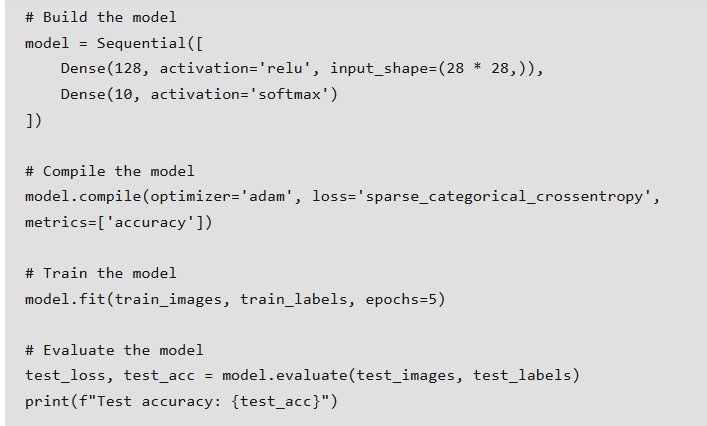 # Build the model
model = Sequential([
    Dense(128, activation='relu', input_shape=(28 * 28,)),
    Dense(10, activation='softmax')
])
# Compile the model
model.compile(optimizer='adam', loss='sparse_categorical_crossentropy',
metrics=['accuracy'])
# Train the model
model.fit(train_images, train_labels, epochs=5)
# Evaluate the model
test_loss, test_acc = model.evaluate(test_images, test_labels)
print(f"Test accuracy: {test_acc}")